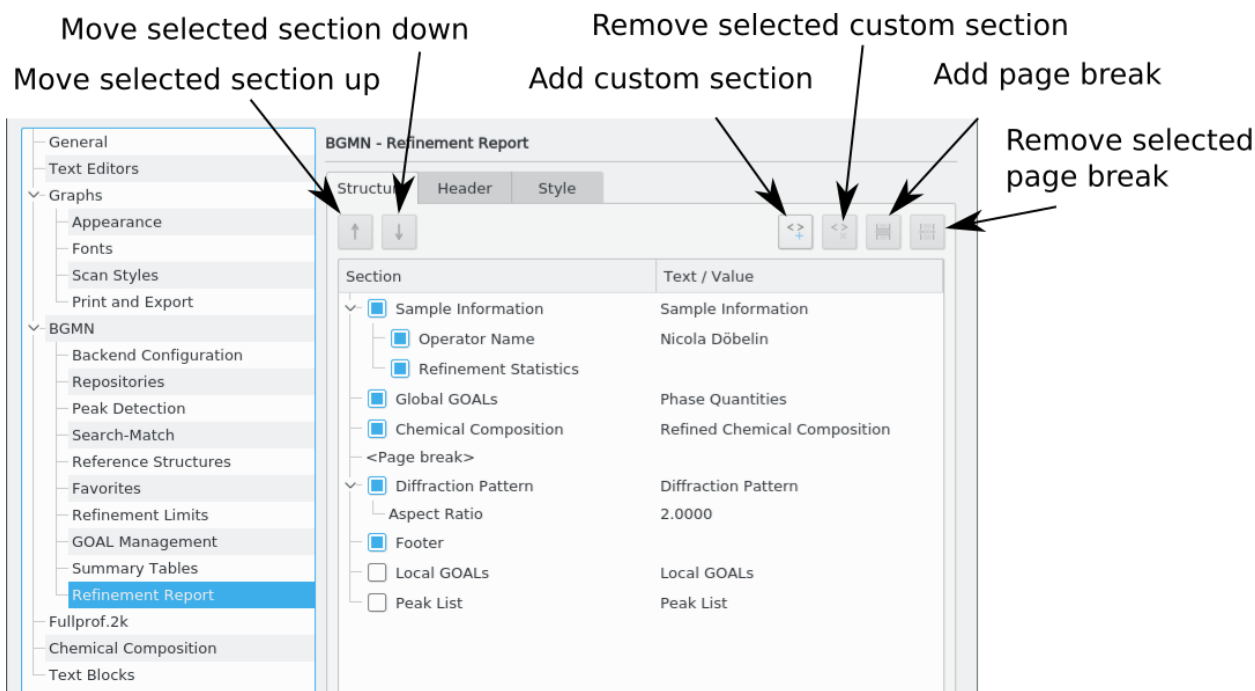 Move selected section down
Remove selected custom section
Move selected section up
Add custom section
Add page break
Remove selected
page break
General
Text Editors
Graphs
Appearance
Fonts
Scan Styles
Print and Export
BGMN
Backend Configuration
Repositories
Peak Detection
Search-Match
Reference Structures
Favorites
Refinement Limits
GOAL Management
Summary Tables
Refinement Report
Fullprof.2k
Chemical Composition
Text Blocks
BGMN - Refinement Report
Structure Header Style
Section Text / Value
Sample Information Sample Information
Operator Name Nicola Döbelin
Refinement Statistics
Global GOALs Phase Quantities
Chemical Composition Refined Chemical Composition
<Page break>
Diffraction Pattern Diffraction Pattern
Aspect Ratio 2.0000
Footer
Local GOALs Local GOALs
Peak List Peak List